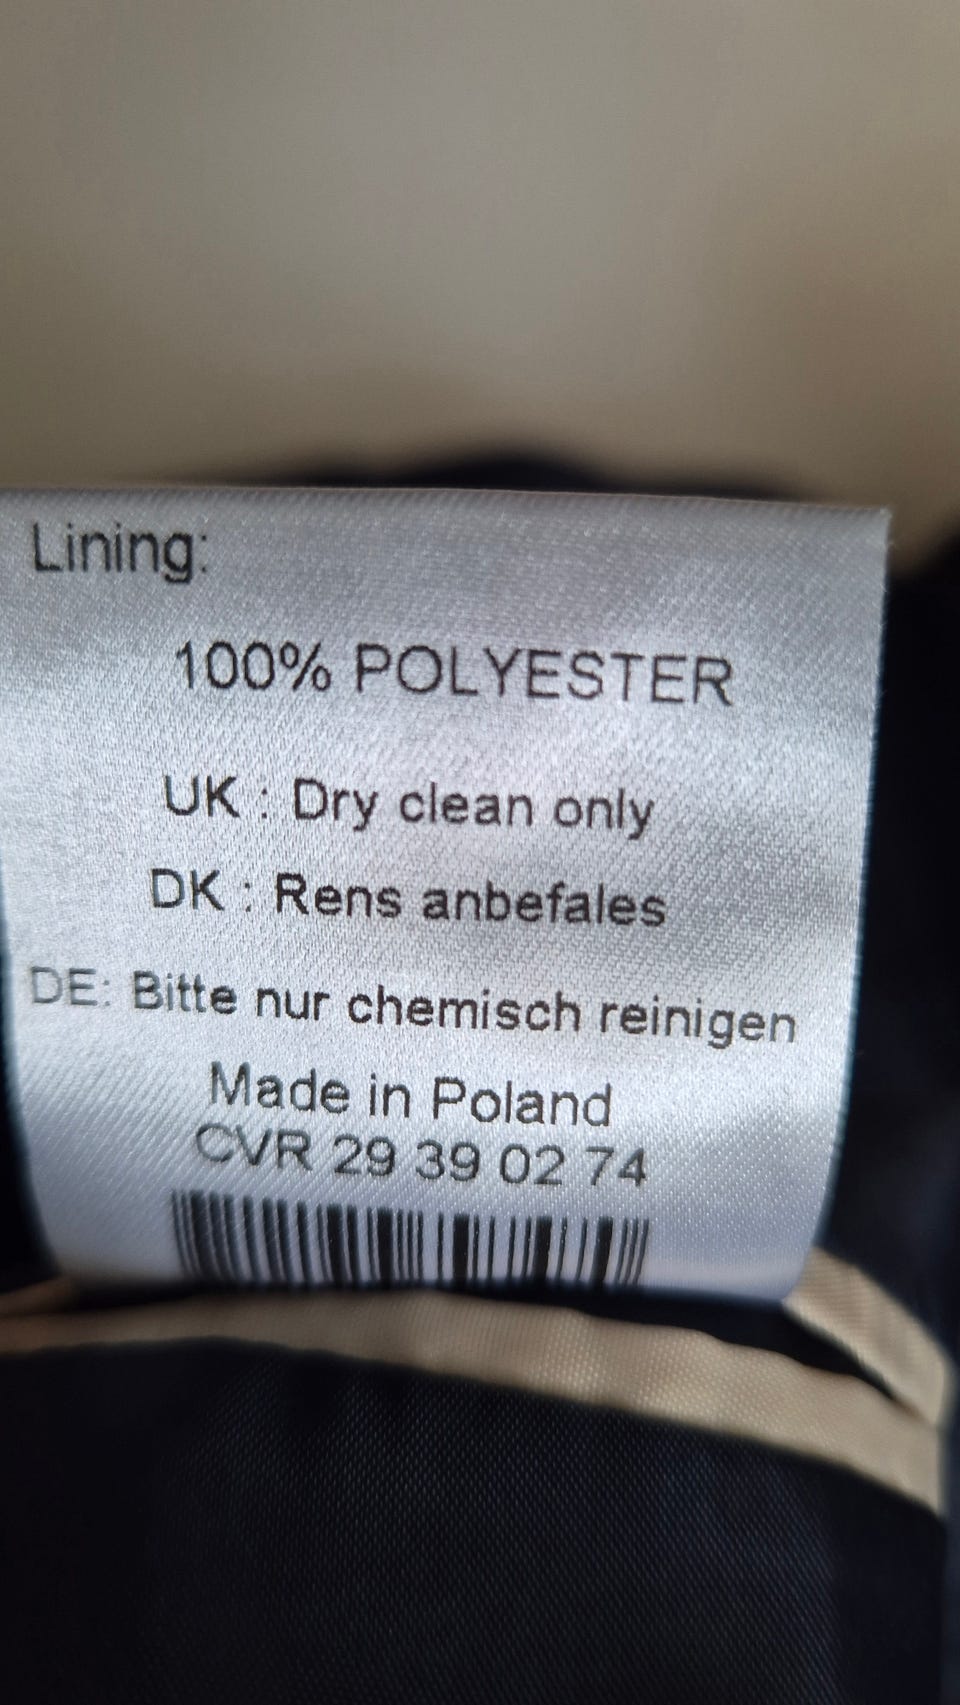 Lining:
100% POLYESTER
UK : Dry clean only
DK : Rens anbefales
DE: Bitte nur chemisch reinigen
Made in Poland
CVR 29 39 02 74